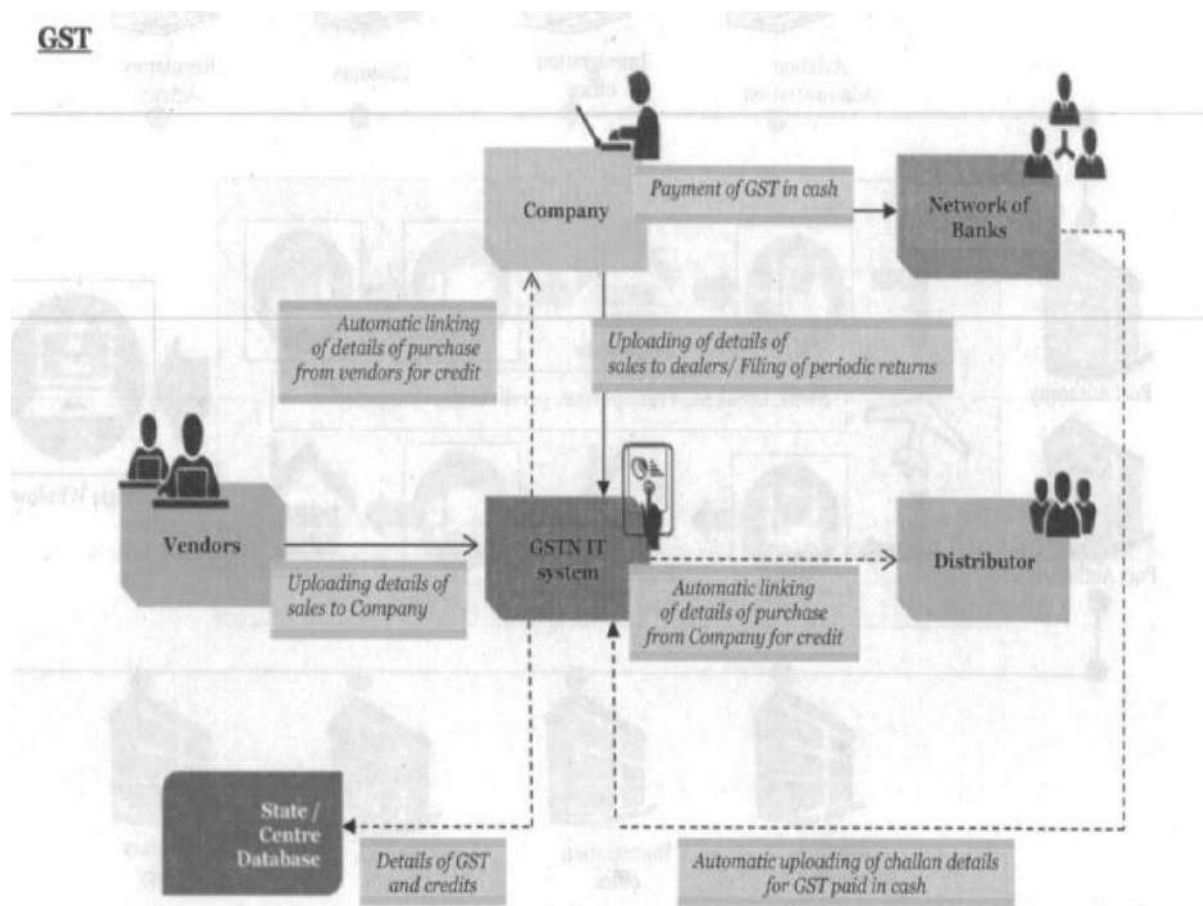 GST
Company
Payment of GST in cash
Network of
Banks
Automatic linking
of details of purchase
from vendors for credit
Uploading of details of
sales to dealers/ Filing of periodic returns
Vendors
Uploading details of
sales to Company
GSTN IT
system
Automatic linking
of details of purchase
from Company for credit
Distributor
State /
Centre
Database
Details of GST
and credits
Automatic uploading of challan details
for GST paid in cash